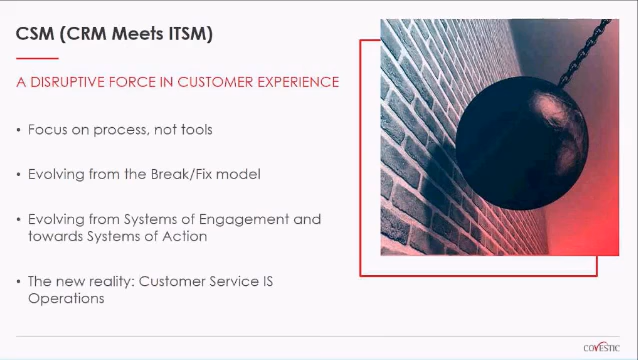 CSM (CRM Meets ITSM)
A DISRUPTIVE FORCE IN CUSTOMER EXPERIENCE
• Focus on process, not tools
• Evolving from the Break/Fix model
• Evolving from Systems of Engagement and
towards Systems of Action
• The new reality: Customer Service IS
Operations
COVESTIC